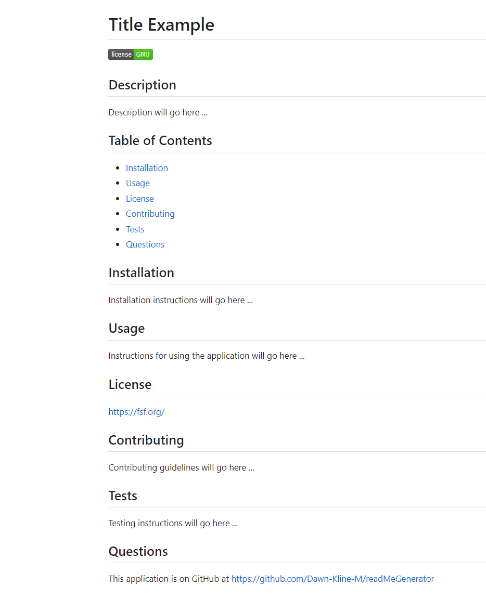 Title Example
license GNU
Description
Description will go here ...
Table of Contents
Installation
Usage
License
Contributing
Tests
Questions
Installation
Installation instructions will go here ...
Usage
Instructions for using the application will go here ...
License
https://fsf.org/
Contributing
Contributing guidelines will go here ...
Tests
Testing instructions will go here ...
Questions
This application is on GitHub at https://github.com/Dawn-Kline-M/readMeGenerator